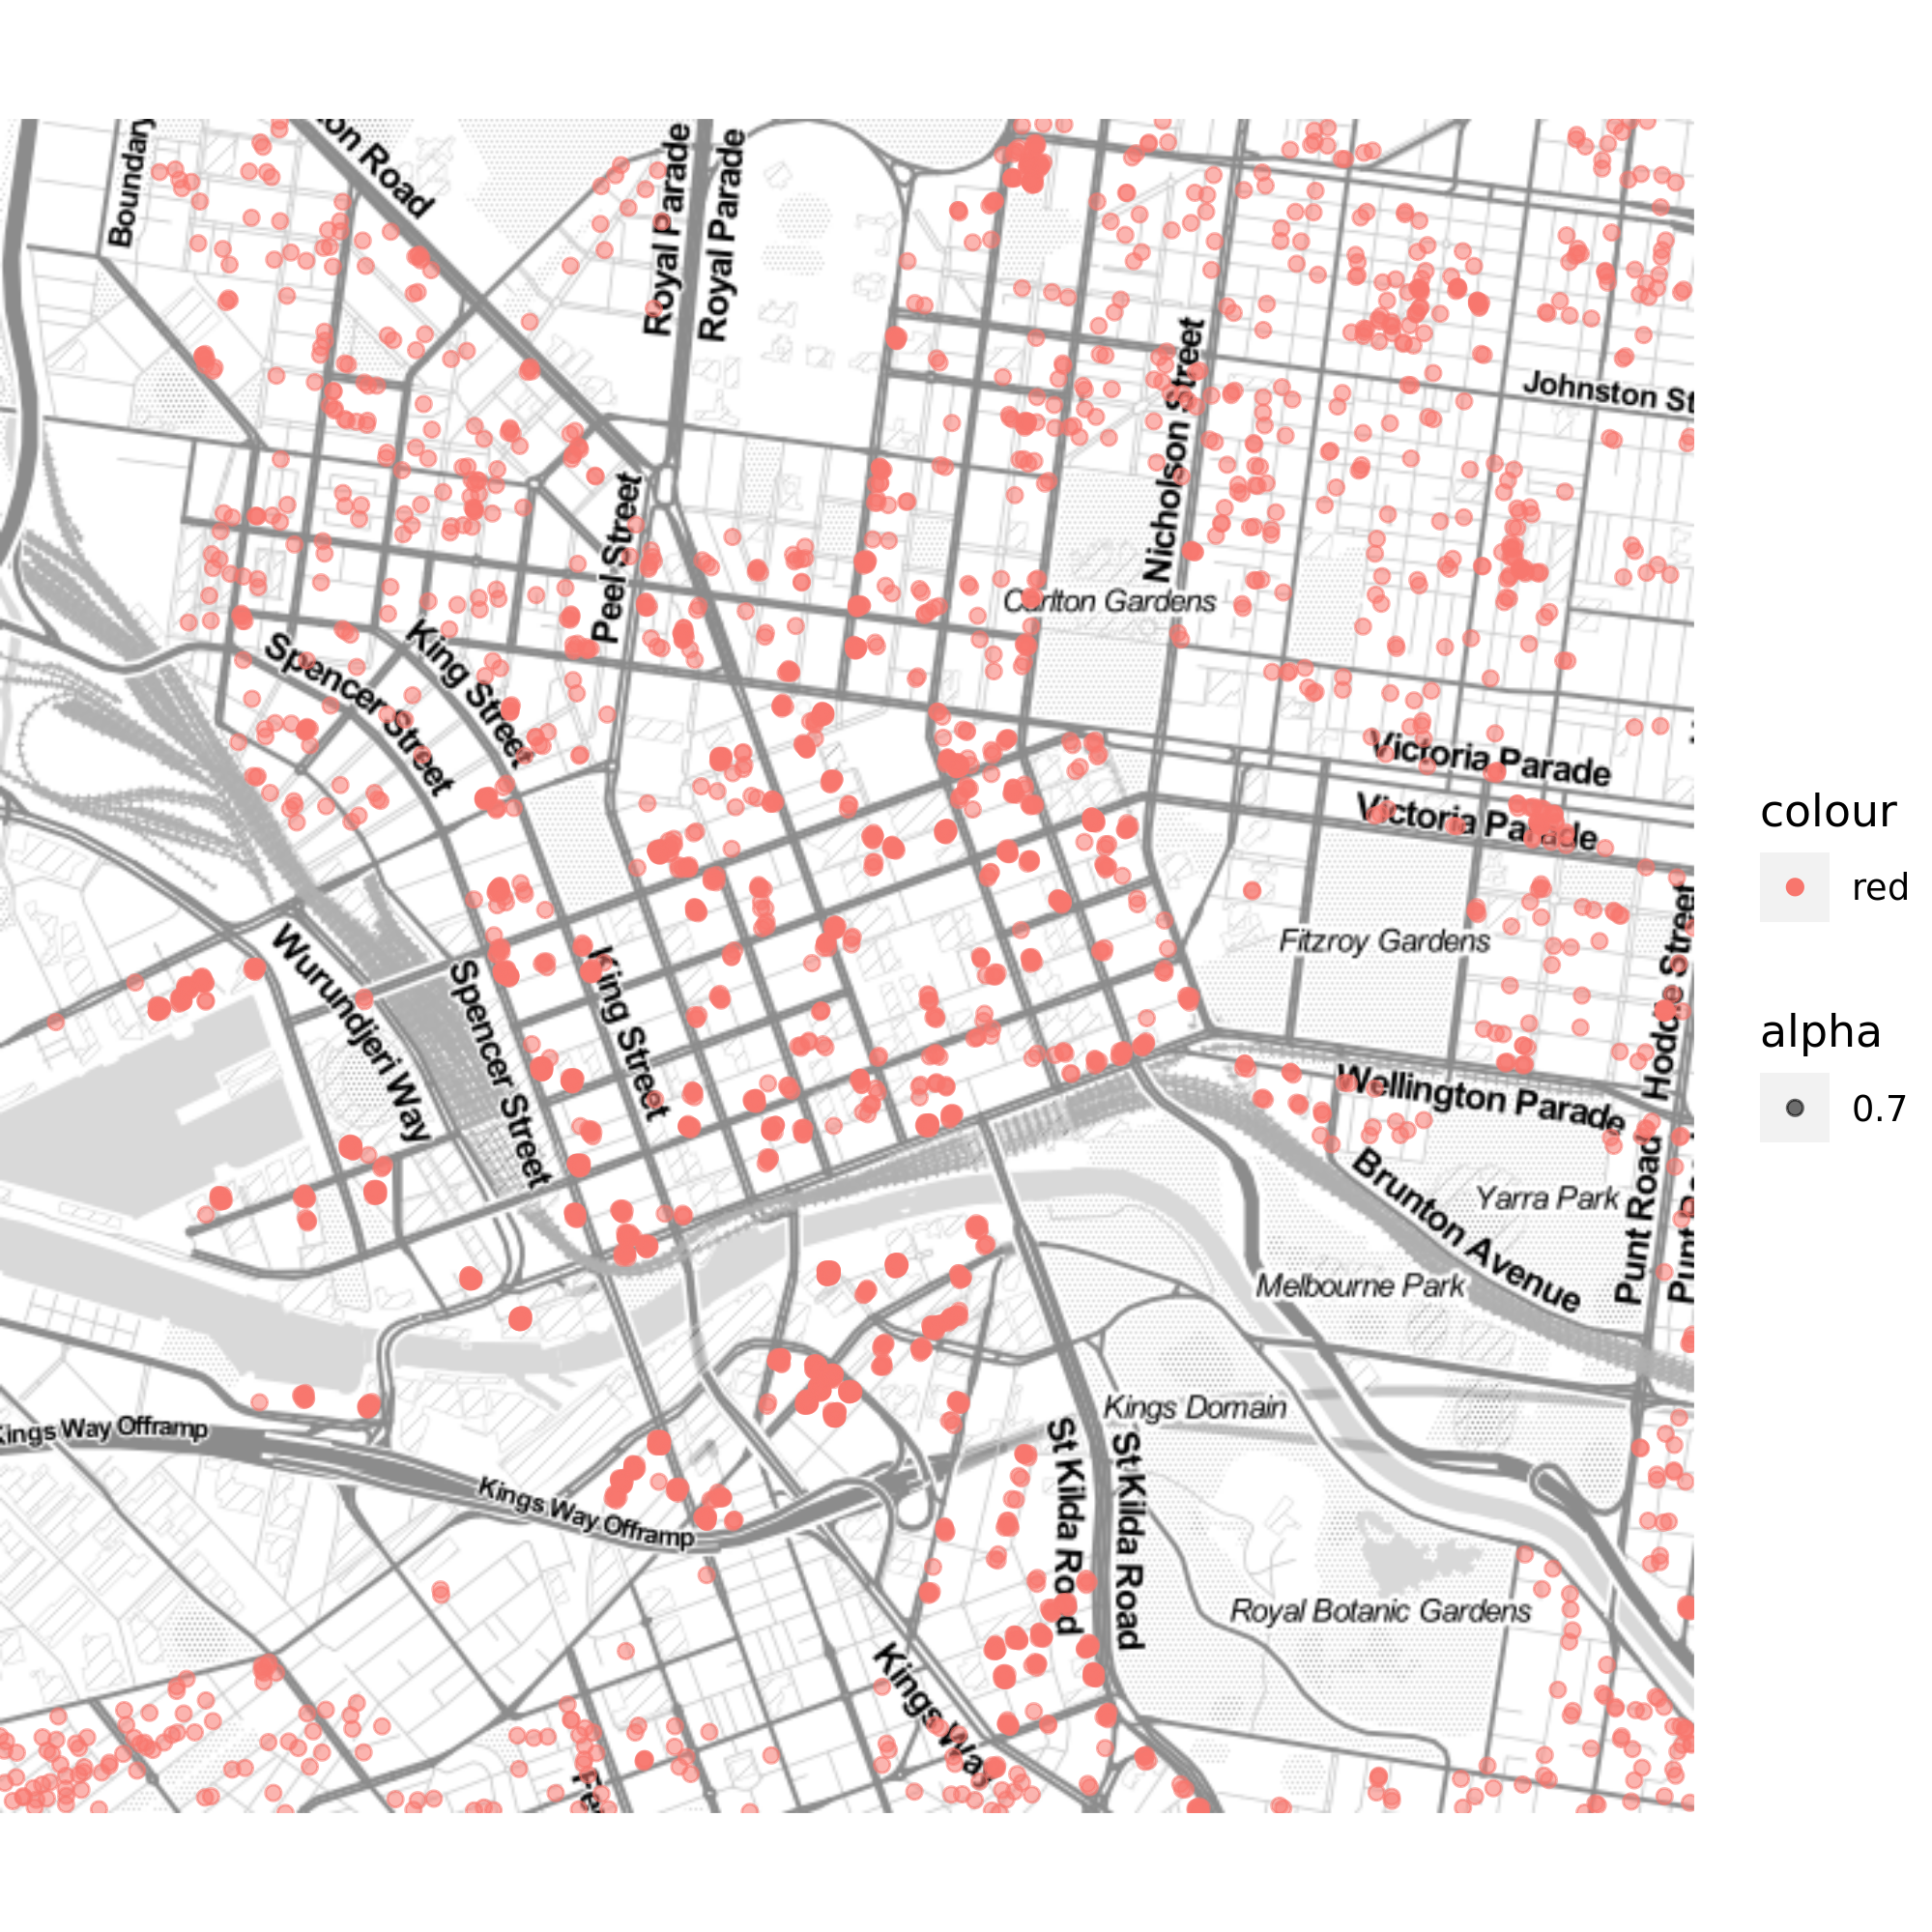 Boundary
on Road
Royal Parade
Royal Parade
Nicholson Street
Johnston St
Peel Street
Carlton Gardens
Spencer Street
King Street
Victoria Parade
Victoria Parade
colour
red
Fitzroy Gardens
Hoddle Street
Wurundjeri Way
Spencer Street
King Street
alpha
0.7
Wellington Parade
Brunton Avenue
Yarra Park
Punt Road
Melbourne Park
Kings Way Offramp
Kings Way Offramp
Kings Domain
St Kilda Road
St Kilda Road
Royal Botanic Gardens
Kings Way